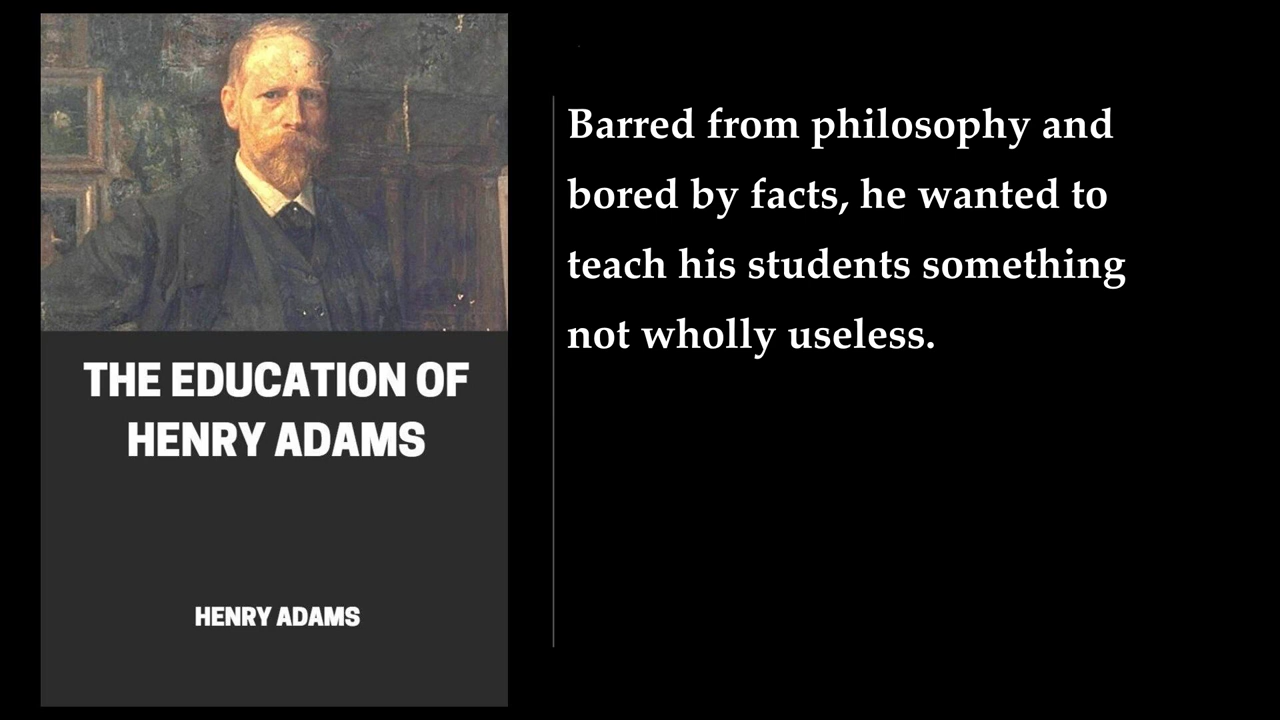 THE EDUCATION OF
HENRY ADAMS
HENRY ADAMS
Barred from philosophy and
bored by facts, he wanted to
teach his students something
not wholly useless.